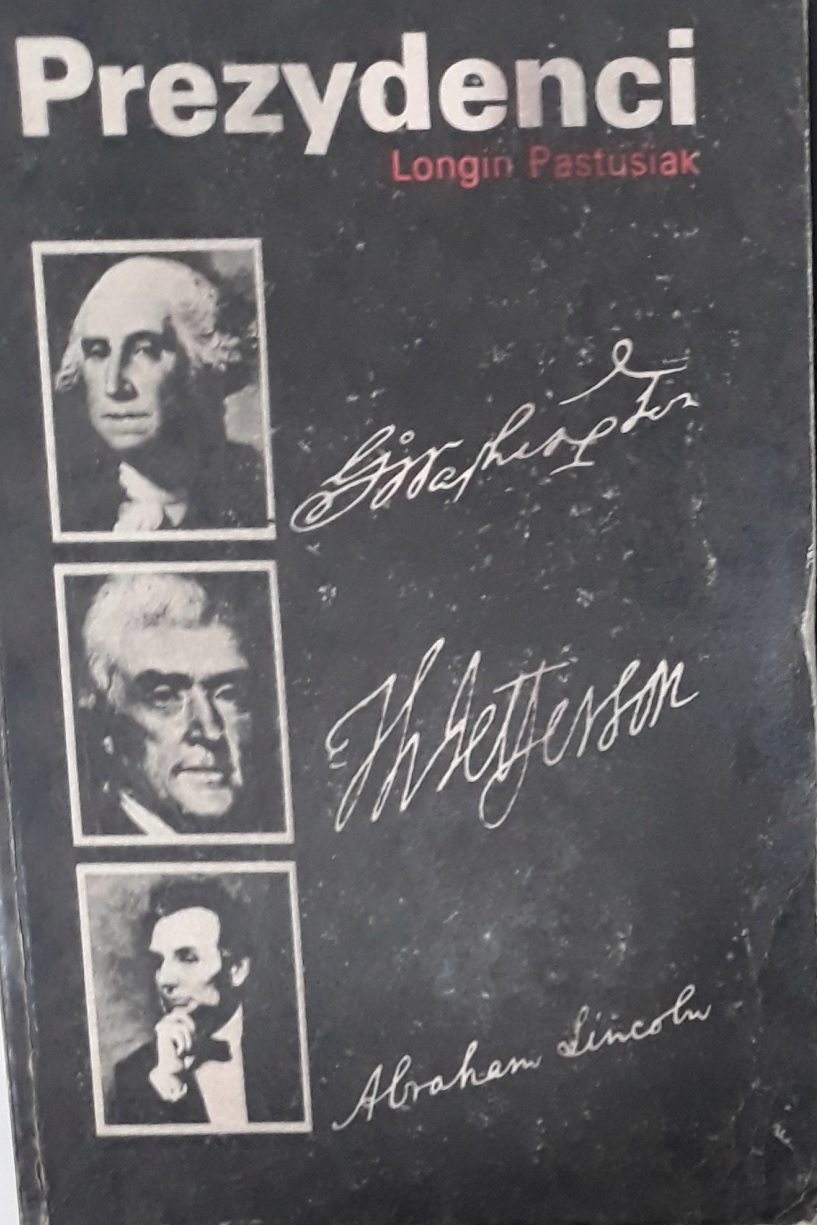 Prezydenci
Longin Pastusiak
G Washington
Th Jefferson
Abraham Lincoln